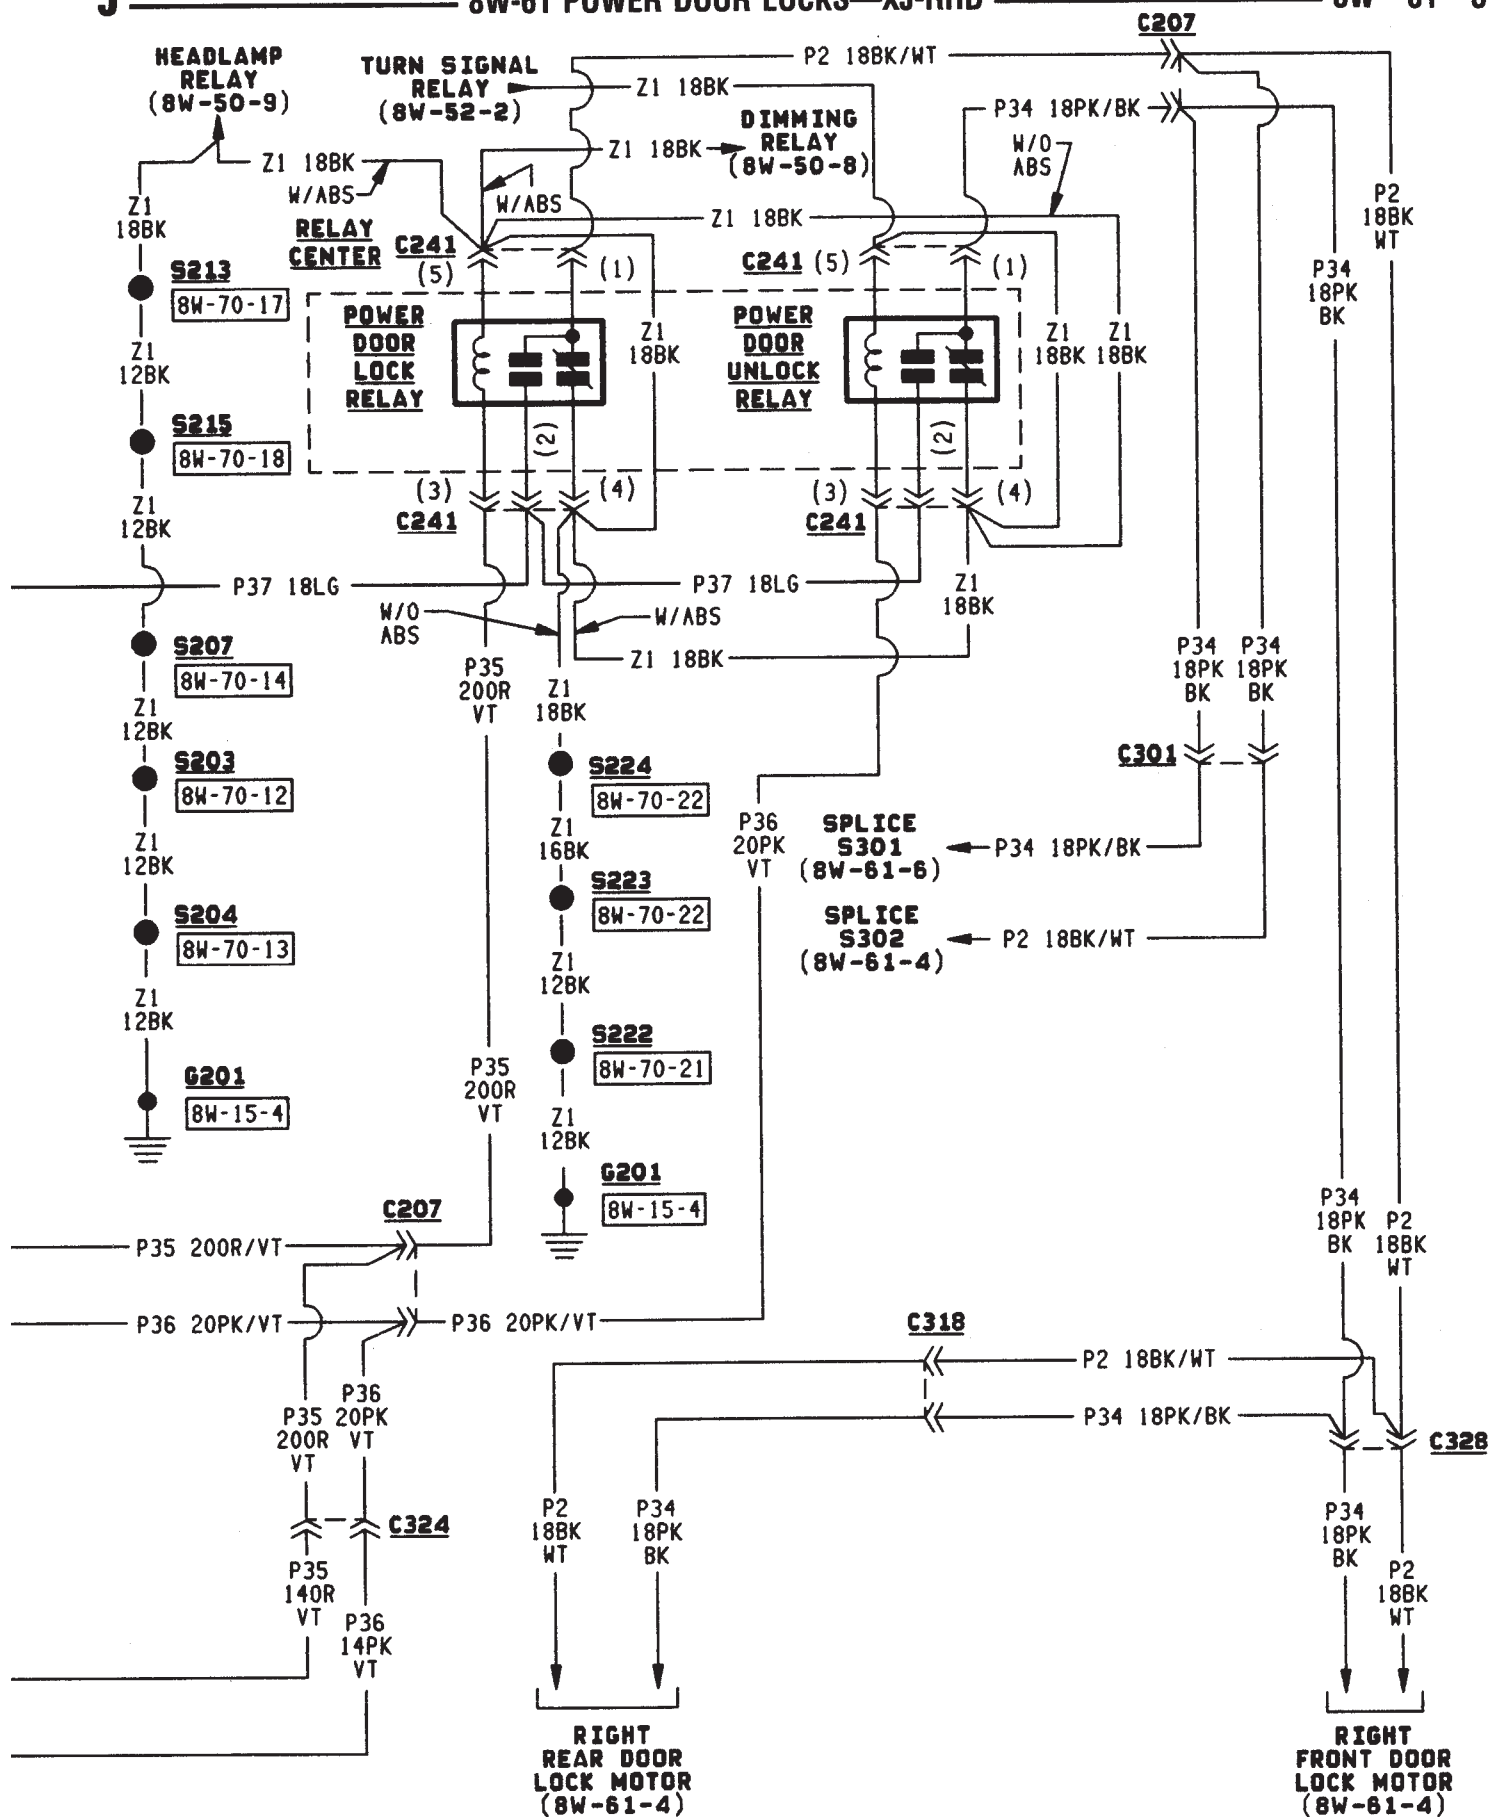 J 8W-61 POWER DOOR LOCKS—XJ-RHD 8W - 61 -
C207
HEADLAMP
RELAY
(8W-50-9)
TURN SIGNAL
RELAY
(8W-52-2)
P2 18BK/WT
Z1 18BK
DIMMING
RELAY
(8W-50-8)
P34 18PK/BK
W/O
ABS
Z1 18BK
W/ABS
Z1 18BK
W/ABS
Z1
18BK
Z1 18BK
P2
18BK
WT
RELAY
CENTER
C241
(5)
(1)
C241 (5)
(1)
P34
18PK
BK
S213
8W-70-17
POWER
DOOR
LOCK
RELAY
Z1
18BK
POWER
DOOR
UNLOCK
RELAY
Z1
18BK
Z1
18BK
Z1
12BK
S215
8W-70-18
(2)
(2)
(3)
C241
(4)
(3)
C241
(4)
Z1
12BK
P37 18LG
P37 18LG
Z1
18BK
W/O
ABS
W/ABS
Z1 18BK
S207
8W-70-14
P35
200R
VT
Z1
18BK
P34
18PK
BK
P34
18PK
BK
Z1
12BK
S203
8W-70-12
S224
8W-70-22
C301
Z1
12BK
Z1
16BK
P36
20PK
VT
SPLICE
S301
(8W-61-6)
P34 18PK/BK
S204
8W-70-13
S223
8W-70-22
SPLICE
S302
(8W-61-4)
P2 18BK/WT
Z1
12BK
Z1
12BK
G201
8W-15-4
P35
200R
VT
S222
8W-70-21
Z1
12BK
G201
8W-15-4
C207
P35 200R/VT
P34
18PK
BK
P2
18BK
WT
P36 20PK/VT
P36 20PK/VT
C318
P2 18BK/WT
P35
200R
VT
P36
20PK
VT
P34 18PK/BK
C328
C324
P2
18BK
WT
P34
18PK
BK
P34
18PK
BK
P2
18BK
WT
P35
140R
VT
P36
14PK
VT
RIGHT
REAR DOOR
LOCK MOTOR
(8W-61-4)
RIGHT
FRONT DOOR
LOCK MOTOR
(8W-61-4)